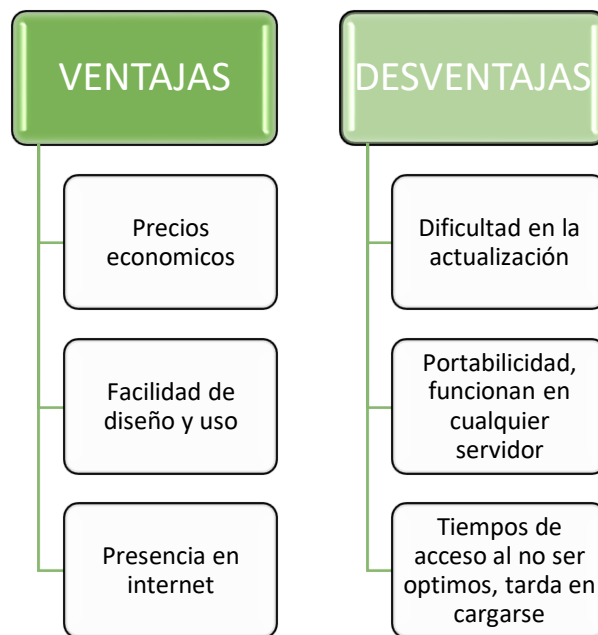 VENTAJAS
Precios
economicos
Facilidad de
diseño y uso
Presencia en
internet
DESVENTAJAS
Dificultad en la
actualización
Portabilicidad,
funcionan en
cualquier
servidor
Tiempos de
acceso al no ser
optimos, tarda en
cargarse